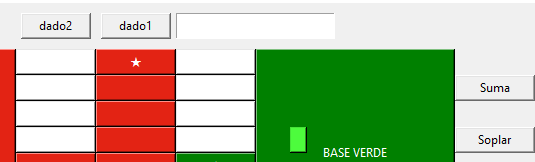 dado2 dado1
★
Suma
Soplar
BASE VERDE